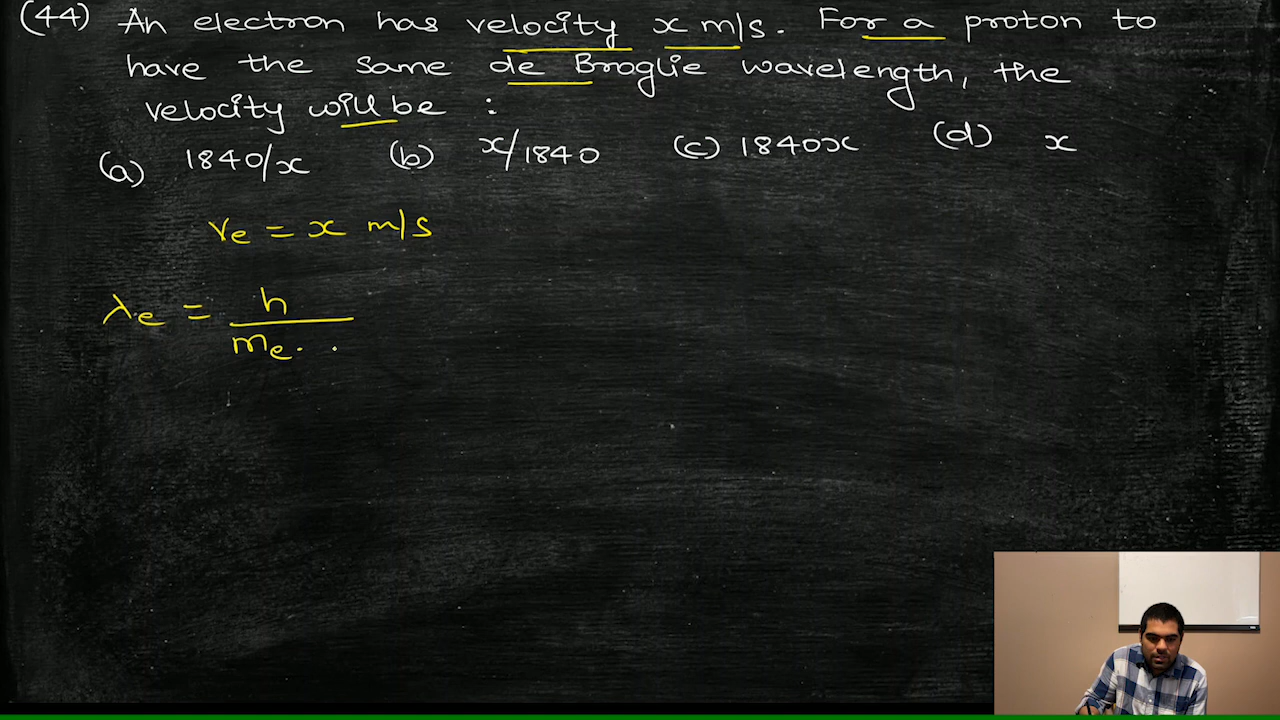 (44) An electron has velocity x m/s. For a proton to
have the same de Broglie wavelength, the
velocity will be :
(a) 1840/x (b) x/1840 (c) 1840x (d) x
ve = x m/s
λe = h
me. .